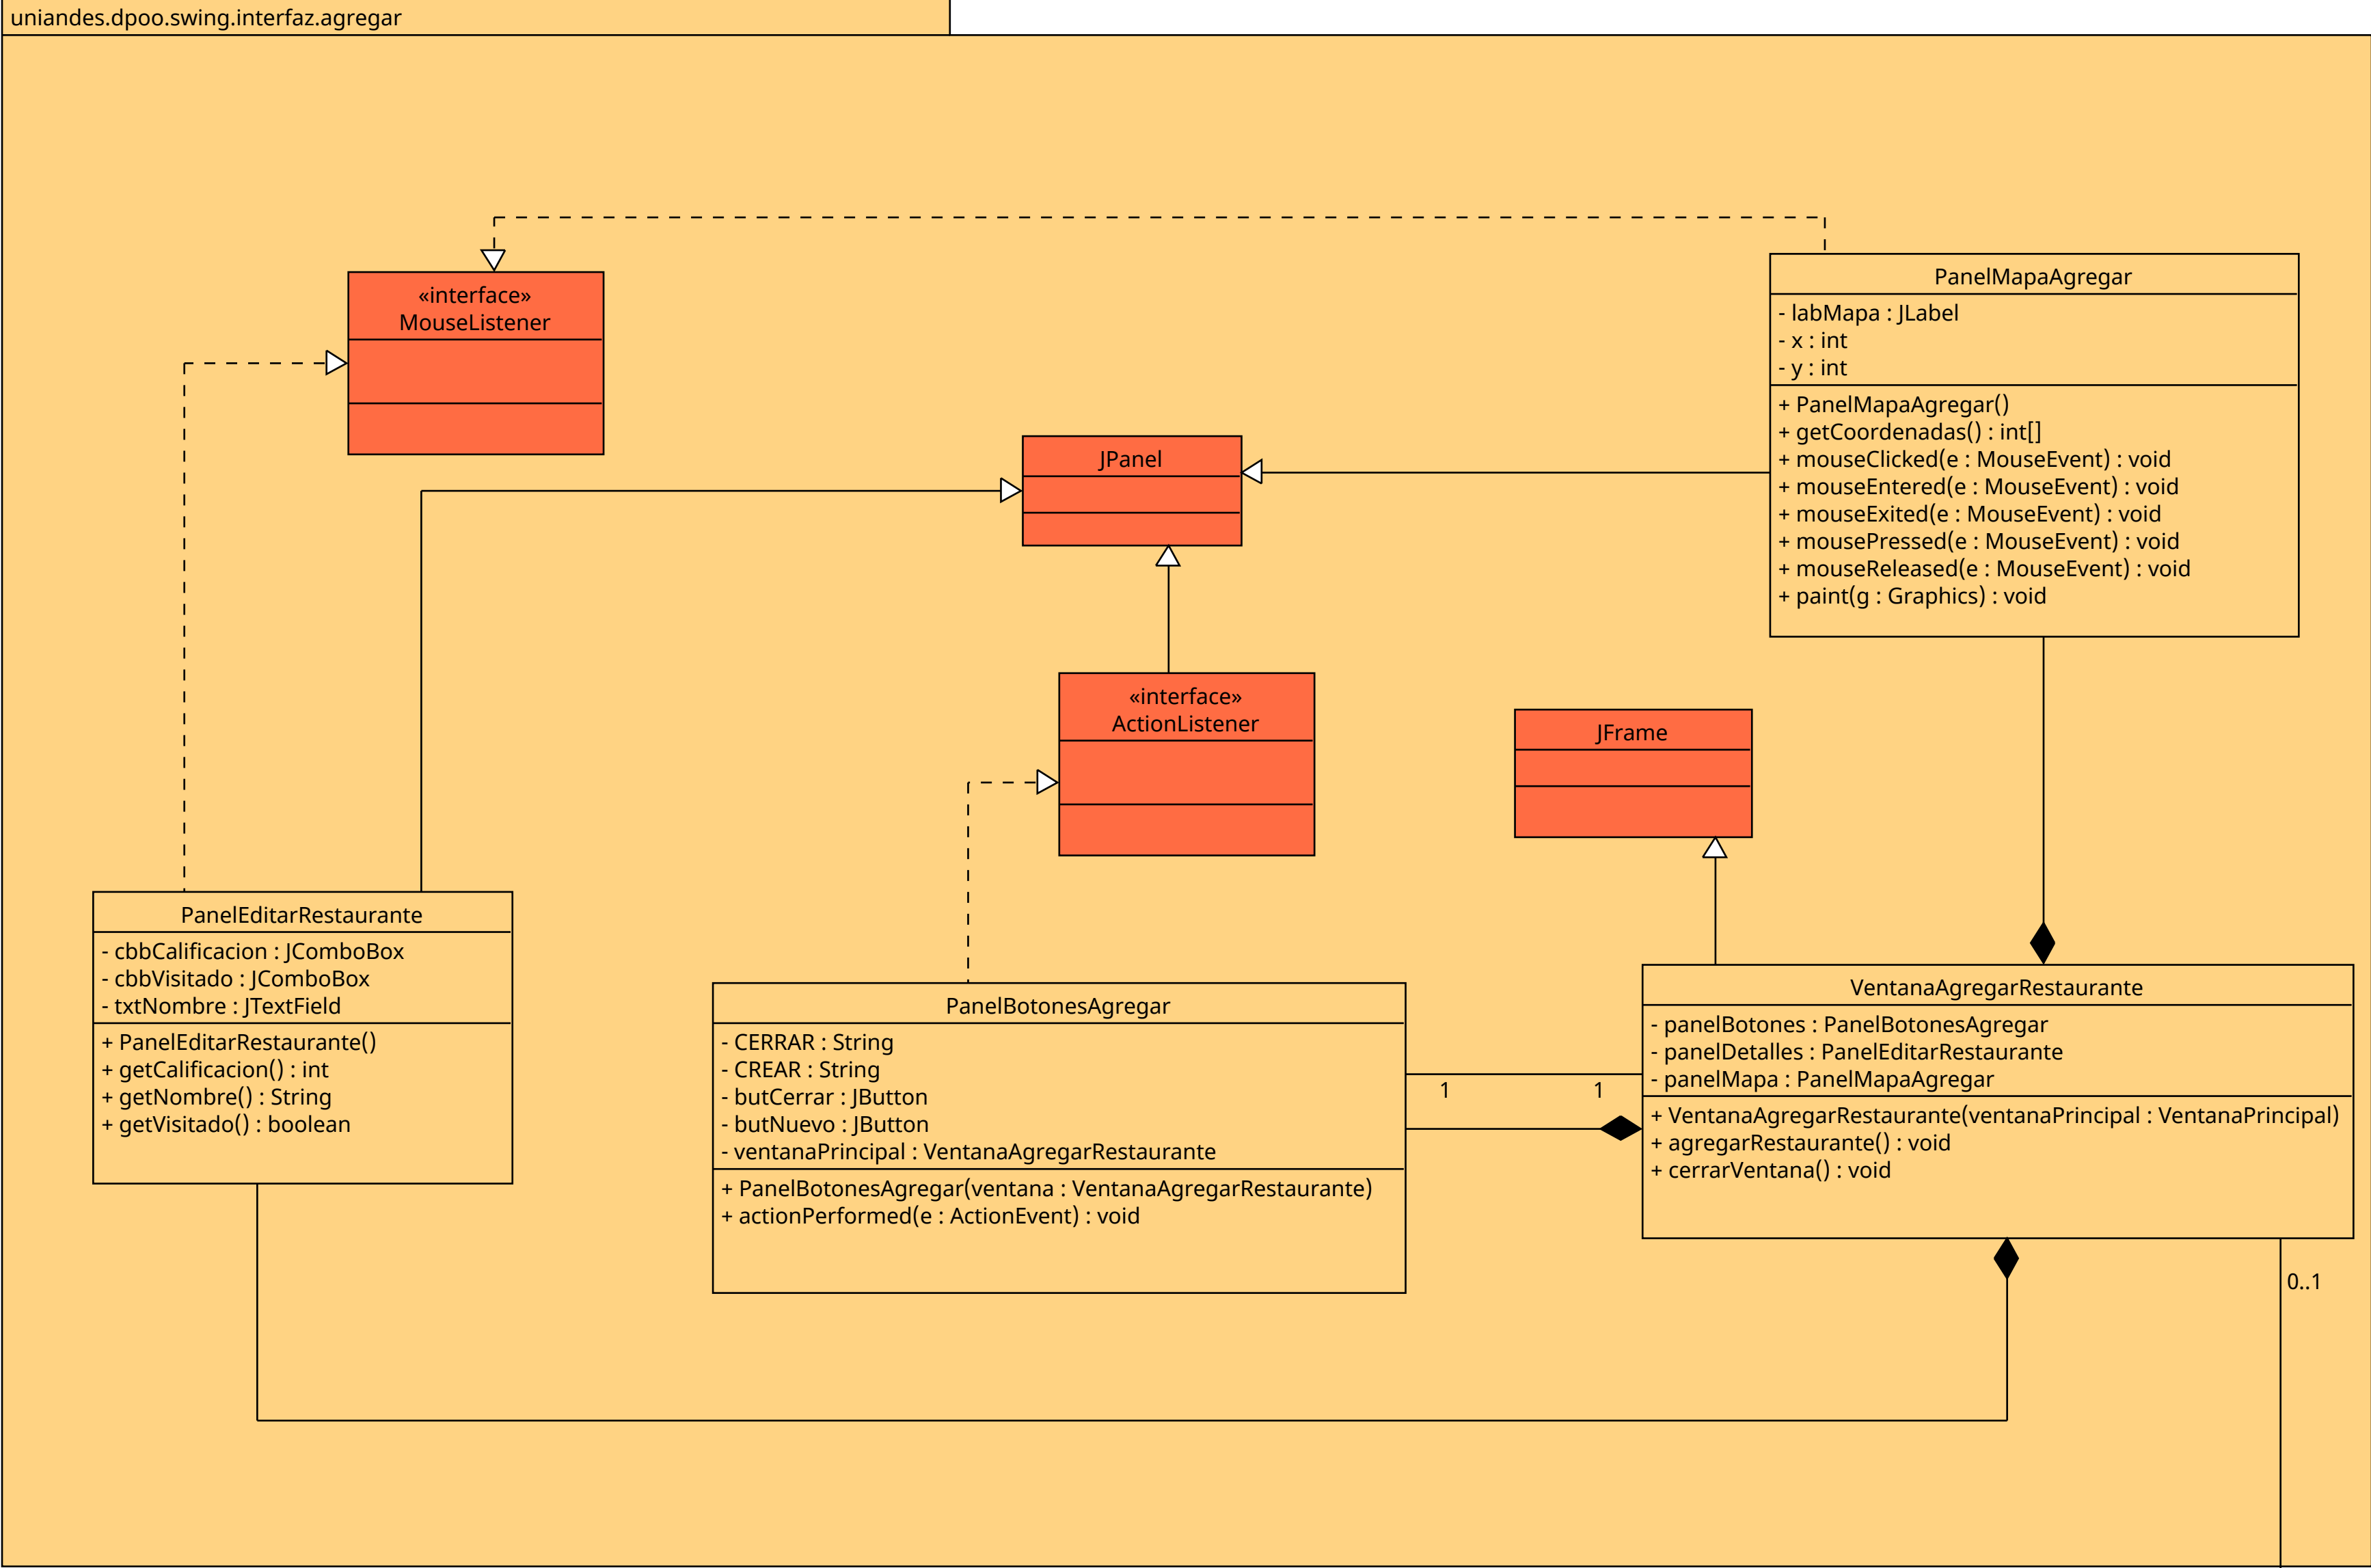 uniandes.dpoo.swing.interfaz.agregar
«interface»
MouseListener
PanelMapaAgregar
- labMapa : JLabel
- x : int
- y : int
+ PanelMapaAgregar()
+ getCoordenadas() : int[]
+ mouseClicked(e : MouseEvent) : void
+ mouseEntered(e : MouseEvent) : void
+ mouseExited(e : MouseEvent) : void
+ mousePressed(e : MouseEvent) : void
+ mouseReleased(e : MouseEvent) : void
+ paint(g : Graphics) : void
JPanel
«interface»
ActionListener
JFrame
PanelEditarRestaurante
- cbbCalificacion : JComboBox
- cbbVisitado : JComboBox
- txtNombre : JTextField
+ PanelEditarRestaurante()
+ getCalificacion() : int
+ getNombre() : String
+ getVisitado() : boolean
PanelBotonesAgregar
- CERRAR : String
- CREAR : String
- butCerrar : JButton
- butNuevo : JButton
- ventanaPrincipal : VentanaAgregarRestaurante
+ PanelBotonesAgregar(ventana : VentanaAgregarRestaurante)
+ actionPerformed(e : ActionEvent) : void
1
1
VentanaAgregarRestaurante
- panelBotones : PanelBotonesAgregar
- panelDetalles : PanelEditarRestaurante
- panelMapa : PanelMapaAgregar
+ VentanaAgregarRestaurante(ventanaPrincipal : VentanaPrincipal)
+ agregarRestaurante() : void
+ cerrarVentana() : void
0..1